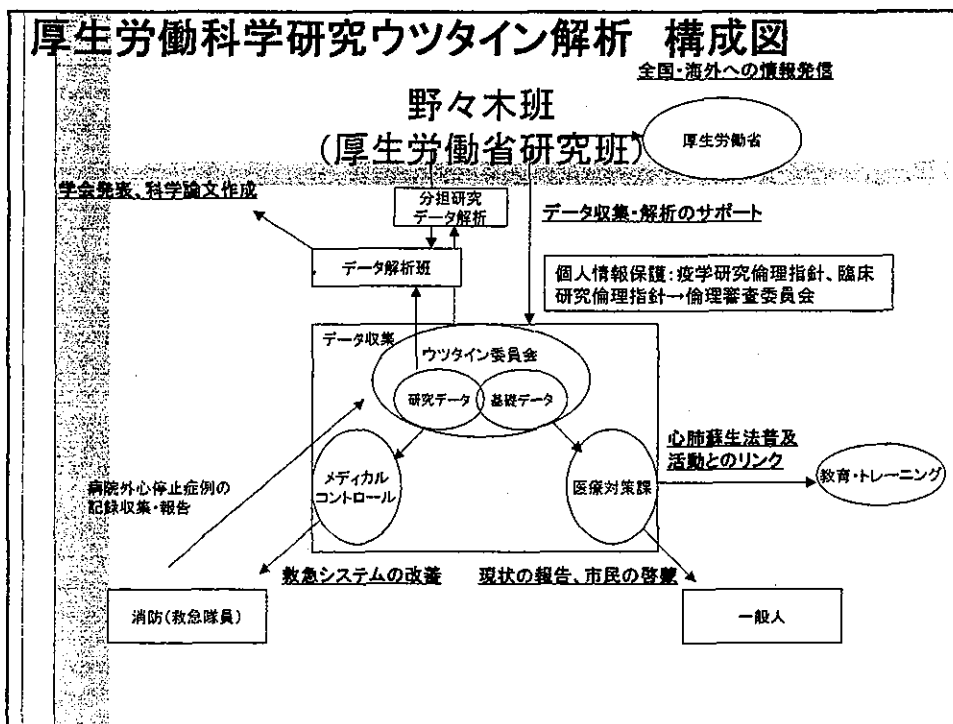 厚生労働科学研究ウツタイン解析 構成図
全国・海外への情報発信
野々木班
(厚生労働省研究班)
厚生労働省
学会発表、科学論文作成
分担研究
データ解析
データ収集・解析のサポート
データ解析班
個人情報保護:疫学研究倫理指針、臨床
研究倫理指針→倫理審査委員会
データ収集
ウツタイン委員会
研究データ
基礎データ
心肺蘇生法普及
活動とのリンク
メディカル
コントロール
医療対策課
教育・トレーニング
病院外心停止症例の
記録収集・報告
救急システムの改善
現状の報告、市民の啓蒙
消防(救急隊員)
一般人